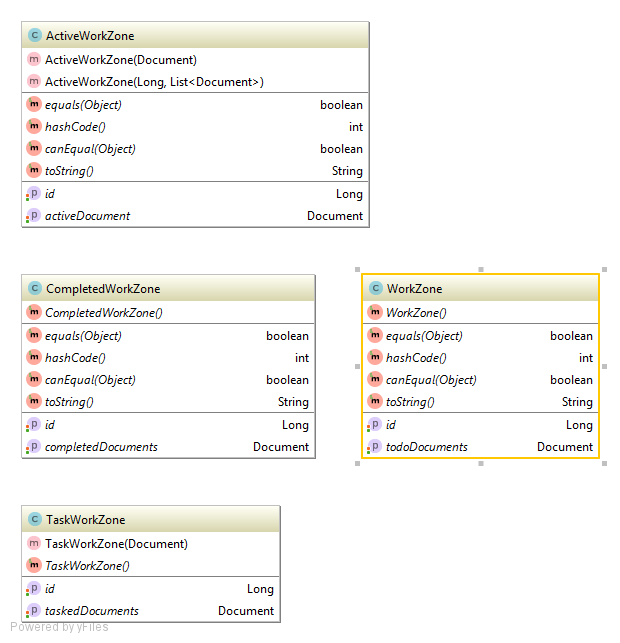 C ActiveWorkZone
m ActiveWorkZone(Document)
m ActiveWorkZone(Long, List<Document>)
m equals(Object) boolean
m hashCode() int
m canEqual(Object) boolean
m toString() String
p id Long
p activeDocument Document
C CompletedWorkZone
m CompletedWorkZone()
m equals(Object) boolean
m hashCode() int
m canEqual(Object) boolean
m toString() String
p id Long
p completedDocuments Document
C WorkZone
m WorkZone()
m equals(Object) boolean
m hashCode() int
m canEqual(Object) boolean
m toString() String
p id Long
p todoDocuments Document
C TaskWorkZone
m TaskWorkZone(Document)
m TaskWorkZone()
p id Long
p taskedDocuments Document
Powered by yFiles